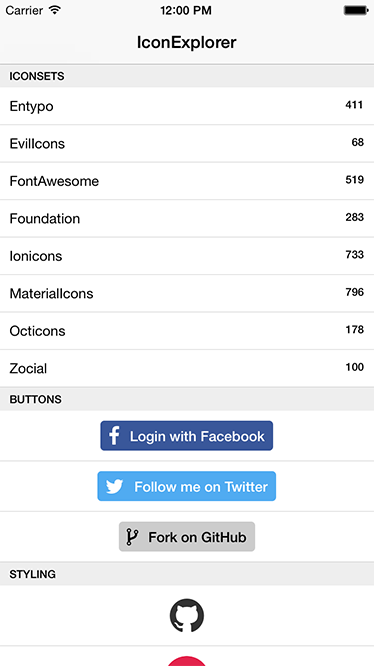 Carrier 12:00 PM
IconExplorer
ICONSETS
Entypo 411
EvilIcons 68
FontAwesome 519
Foundation 283
Ionicons 733
MaterialIcons 796
Octicons 178
Zocial 100
BUTTONS
Login with Facebook
Follow me on Twitter
Fork on GitHub
STYLING